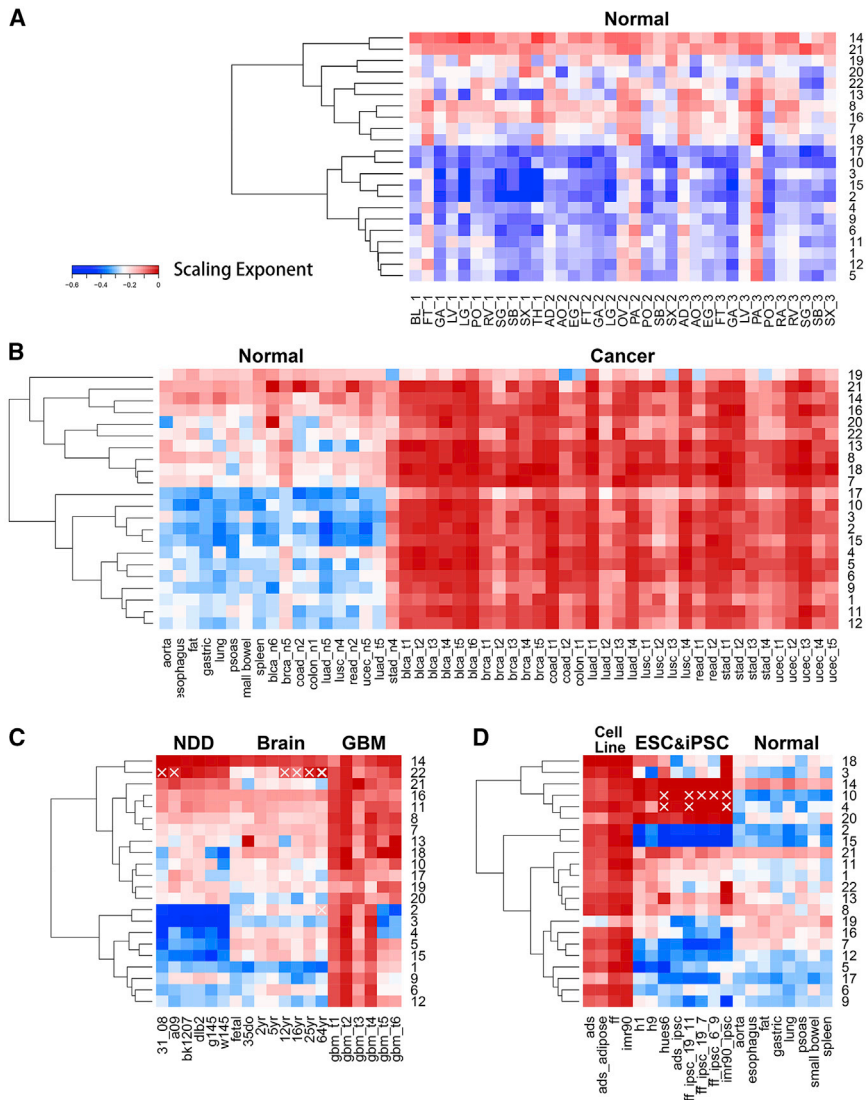 A
Normal
14
21
19
20
22
13
8
16
7
18
17
10
3
15
2
4
9
6
11
1
12
5
−0.6 −0.4 −0.2 0
Scaling Exponent
BL_1
FT_1
GA_1
LV_1
LG_1
PO_1
RV_1
SG_1
SB_1
SX_1
TH_1
AD_2
AO_2
EG_2
FT_2
GA_2
LG_2
OV_2
PA_2
PO_2
SB_2
SX_2
AD_3
AO_3
EG_3
FT_3
GA_3
LV_3
PA_3
PO_3
RA_3
RV_3
SG_3
SB_3
SX_3
B
Normal Cancer
19
21
14
16
20
22
13
8
18
7
17
10
3
2
15
4
5
6
9
1
11
12
aorta
esophagus
fat
gastric
lung
psoas
mall bowel
spleen
blca_n6
brca_n5
coad_n2
colon_n1
luad_n5
lusc_n4
read_n2
ucec_n5
luad_t5
stad_n4
blca_t1
blca_t2
blca_t3
blca_t4
blca_t5
blca_t6
brca_t1
brca_t2
brca_t3
brca_t4
brca_t5
coad_t1
coad_t2
colon_t1
luad_t1
luad_t2
luad_t3
luad_t4
lusc_t1
lusc_t2
lusc_t3
lusc_t4
read_t1
read_t2
stad_t1
stad_t2
stad_t3
stad_t4
ucec_t1
ucec_t2
ucec_t3
ucec_t4
ucec_t5
C
NDD Brain GBM
14
22
21
16
11
8
7
13
18
10
17
19
20
2
3
4
5
15
1
9
6
12
31_08
a09
bk1207
dlb2
g145
w145
fetal
35do
2yr
5yr
12yr
16yr
25yr
64yr
gbm_t1
gbm_t2
gbm_t3
gbm_t4
gbm_t5
gbm_t6
D
Cell
Line
ESC&iPSC Normal
18
3
14
10
4
20
2
15
21
11
1
22
13
8
19
16
7
12
5
17
6
9
ads
ads_adipose
ff
imr90
h1
h9
hues6
ads_ipsc
ff_ipsc_19_11
ff_ipsc_19_7
ff_ipsc_6_9
imr90_ipsc
aorta
esophagus
fat
gastric
lung
psoas
small bowel
spleen